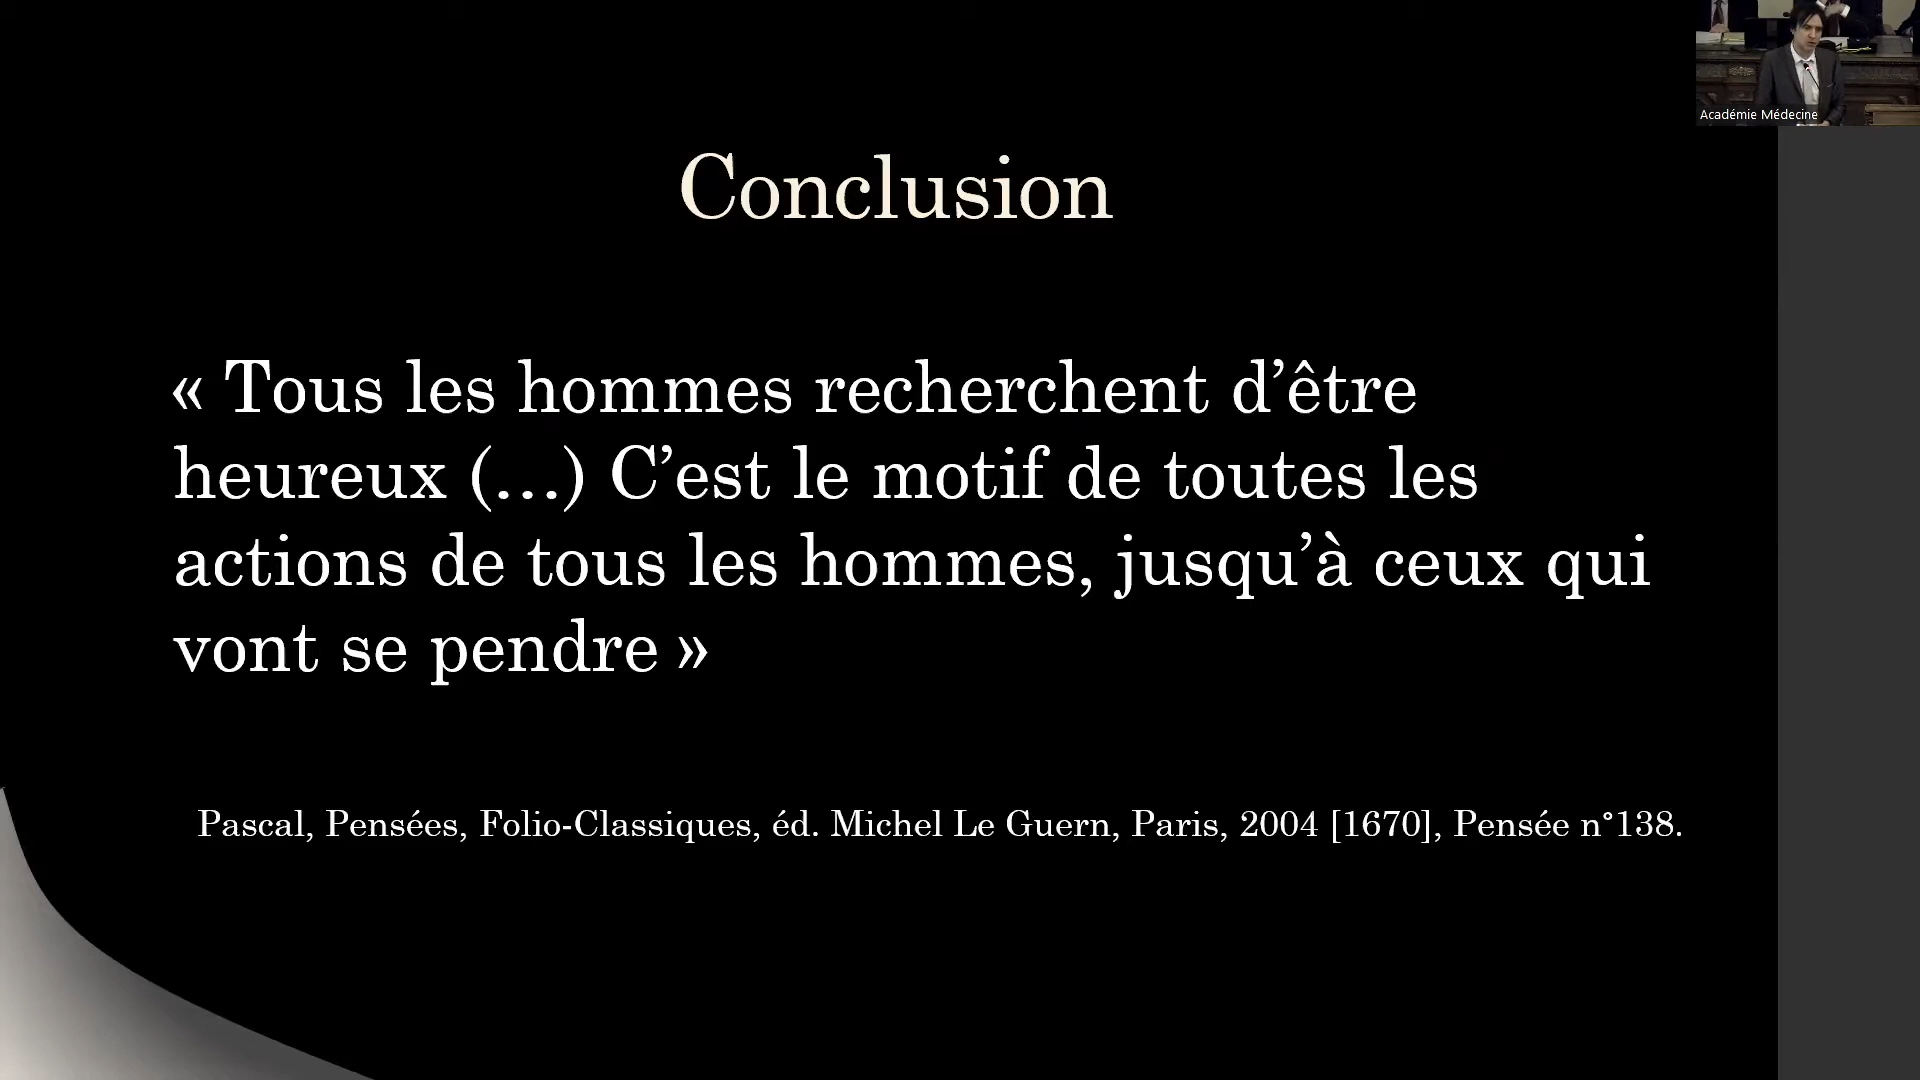 Académie Médecine
Conclusion
« Tous les hommes recherchent d’être
heureux (…) C’est le motif de toutes les
actions de tous les hommes, jusqu’à ceux qui
vont se pendre »
Pascal, Pensées, Folio-Classiques, éd. Michel Le Guern, Paris, 2004 [1670], Pensée n°138.